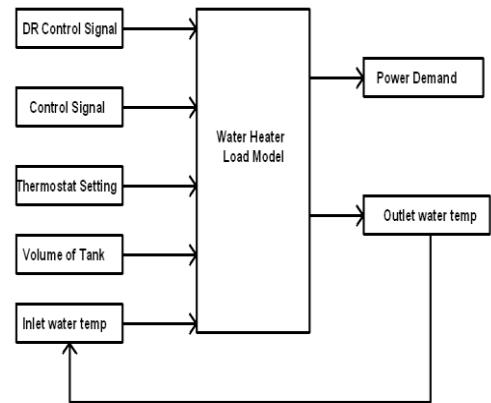 DR Control Signal
Control Signal
Thermostat Setting
Volume of Tank
Inlet water temp
Water Heater
Load Model
Power Demand
Outlet water temp